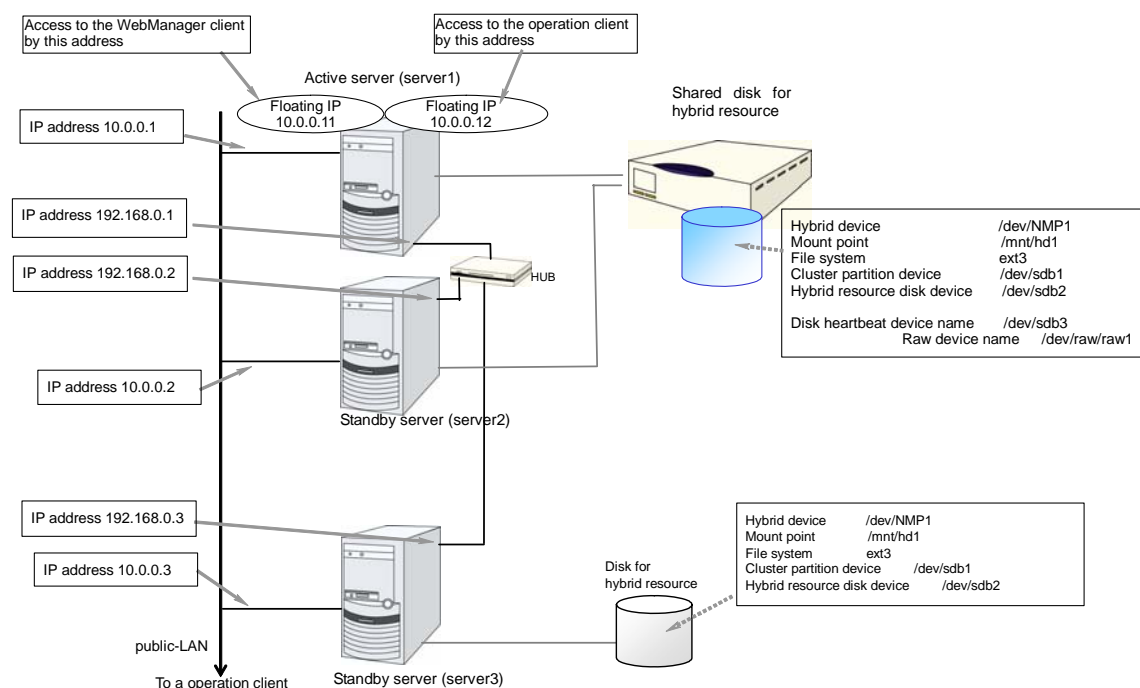 Access to the WebManager client
by this address
Access to the operation client
by this address
Active server (server1)
Floating IP
10.0.0.11
Floating IP
10.0.0.12
Shared disk for
hybrid resource
IP address 10.0.0.1
IP address 192.168.0.1
IP address 192.168.0.2
HUB
Hybrid device /dev/NMP1
Mount point /mnt/hd1
File system ext3
Cluster partition device /dev/sdb1
Hybrid resource disk device /dev/sdb2
Disk heartbeat device name /dev/sdb3
Raw device name /dev/raw/raw1
IP address 10.0.0.2
Standby server (server2)
IP address 192.168.0.3
IP address 10.0.0.3
Disk for
hybrid resource
Hybrid device /dev/NMP1
Mount point /mnt/hd1
File system ext3
Cluster partition device /dev/sdb1
Hybrid resource disk device /dev/sdb2
public-LAN
Standby server (server3)
To a operation client